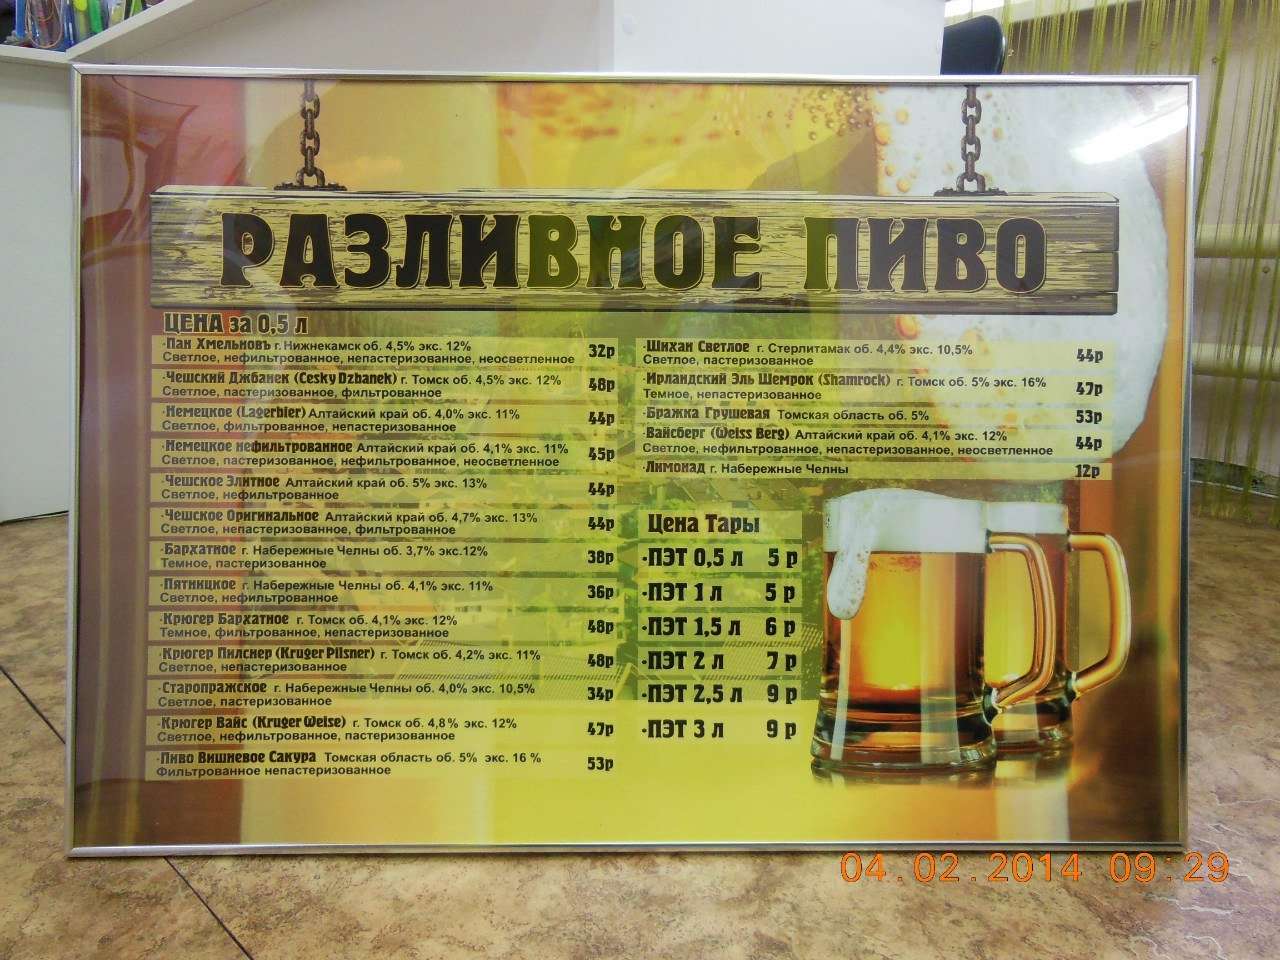 РАЗЛИВНОЕ ПИВО
ЦЕНА за 0,5 л
·Пан Хмельновъ г. Нижнекамск об. 4,5% экс. 12%
Светлое, нефильтрованное, непастеризованное, неосветленное 32р
·Чешский Джбанек (Cesky Dzbanek) г. Томск об. 4,5% экс. 12%
Светлое, пастеризованное, фильтрованное 48р
·Немецкое (Lagerbier) Алтайский край об. 4,0% экс. 11%
Светлое, фильтрованное, непастеризованное 44р
·Немецкое нефильтрованное Алтайский край об. 4,1% экс. 11%
Светлое, пастеризованное, нефильтрованное, неосветленное 45р
·Чешское Элитное Алтайский край об. 5% экс. 13%
Светлое, нефильтрованное 44р
·Чешское Оригинальное Алтайский край об. 4,7% экс. 13%
Светлое, непастеризованное, фильтрованное 44р
·Бархатное г. Набережные Челны об. 3,7% экс.12%
Темное, пастеризованное 38р
·Пятницкое г. Набережные Челны об. 4,1% экс. 11%
Светлое, нефильтрованное 36р
·Крюгер Бархатное г. Томск об. 4,1% экс. 12%
Темное, фильтрованное, непастеризованное 48р
·Крюгер Пилснер (Kruger Pilsner) г. Томск об. 4,2% экс. 11%
Светлое, непастеризованное 48р
·Старопражское г. Набережные Челны об. 4,0% экс. 10,5%
Светлое, пастеризованное 34р
·Крюгер Вайс (Kruger Weise) г. Томск об. 4,8% экс. 12%
Светлое, нефильтрованное, пастеризованное 47р
·Пиво Вишневое Сакура Томская область об. 5% экс. 16 %
Фильтрованное непастеризованное 53р
·Шихан Светлое г. Стерлитамак об. 4,4% экс. 10,5%
Светлое, пастеризованное 44р
·Ирландский Эль Шемрок (Shamrock) г. Томск об. 5% экс. 16%
Темное, непастеризованное 47р
·Бражка Грушевая Томская область об. 5% 53р
·Вайсберг (Weiss Berg) Алтайский край об. 4,1% экс. 12%
Светлое, нефильтрованное, непастеризованное, неосветленное 44р
·Лимонад г. Набережные Челны 12р
Цена Тары
·ПЭТ 0,5 л 5 р
·ПЭТ 1 л 5 р
·ПЭТ 1,5 л 6 р
·ПЭТ 2 л 7 р
·ПЭТ 2,5 л 9 р
·ПЭТ 3 л 9 р
04.02.2014 09:29